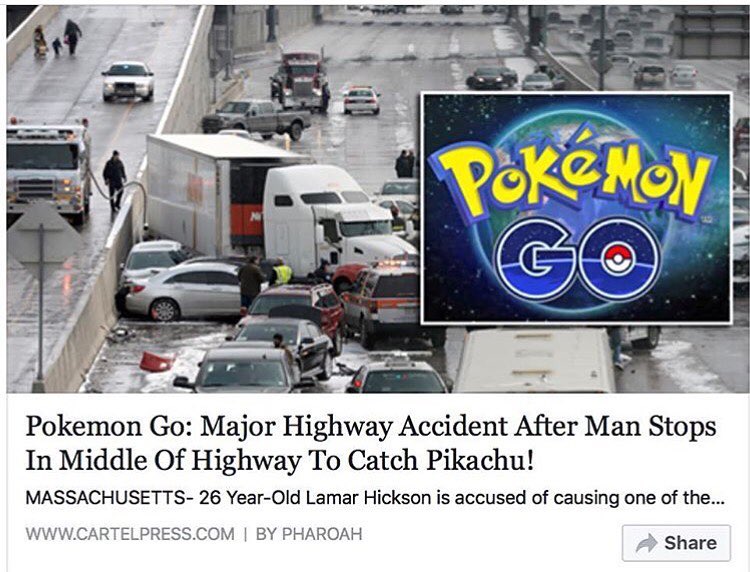 POKéMON
GO
Pokemon Go: Major Highway Accident After Man Stops
In Middle Of Highway To Catch Pikachu!
MASSACHUSETTS- 26 Year-Old Lamar Hickson is accused of causing one of the...
WWW.CARTELPRESS.COM | BY PHAROAH
Share